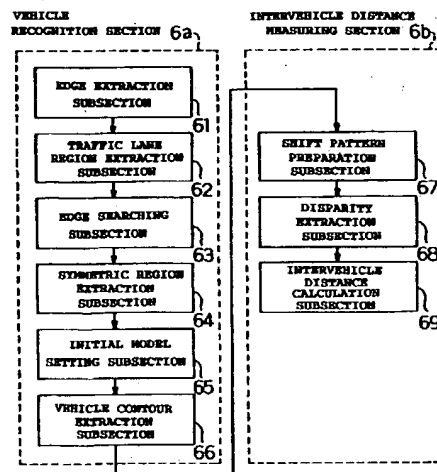 VEHICLE
RECOGNITION SECTION 6a
EDGE EXTRACTION
SUBSECTION
61
TRAFFIC LANE
REGION EXTRACTION
SUBSECTION
62
EDGE SEARCHING
SUBSECTION
63
SYMMETRIC REGION
EXTRACTION
SUBSECTION
64
INITIAL MODEL
SETTING SUBSECTION
65
VEHICLE CONTOUR
EXTRACTION
SUBSECTION
66
INTERVEHICLE DISTANCE
MEASURING SECTION 6b
SHIFT PATTERN
PREPARATION
SUBSECTION
67
DISPARITY
EXTRACTION
SUBSECTION
68
INTERVEHICLE
DISTANCE
CALCULATION
SUBSECTION
69